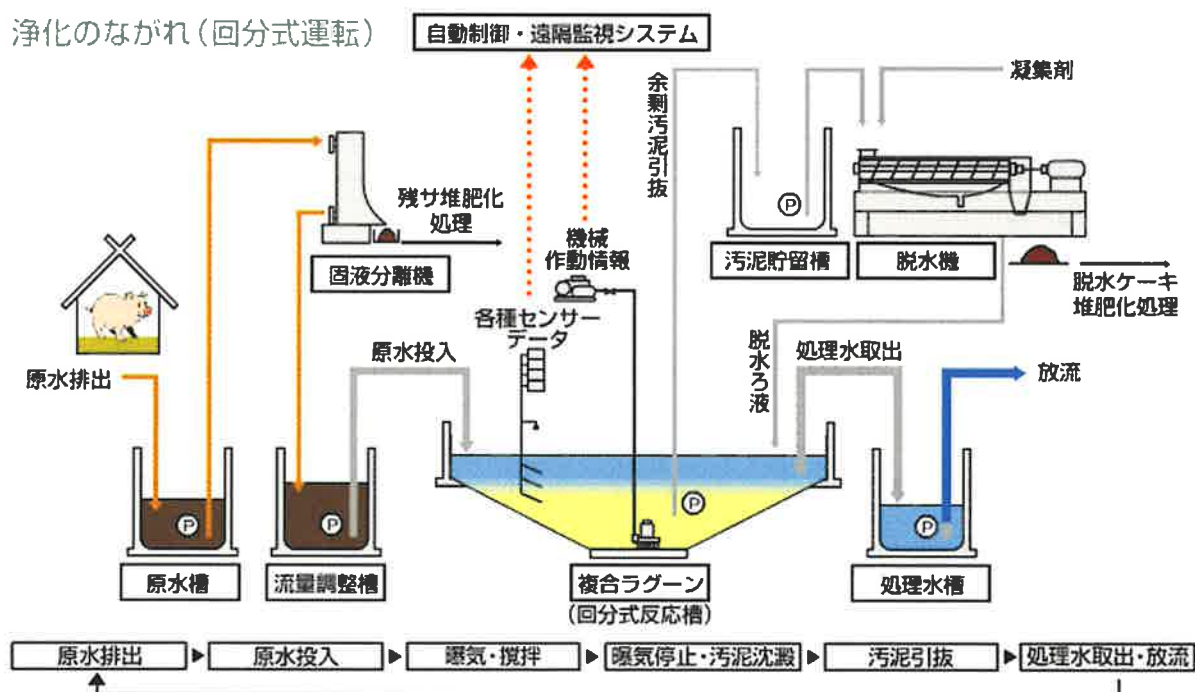 浄化のながれ(回分式運転)
自動制御・遠隔監視システム
余剰汚泥引抜
凝集剤
残サ堆肥化
処理
固液分離機
機械
作動情報
P
汚泥貯留槽
脱水機
脱水ケーキ
堆肥化処理
各種センサー
データ
原水排出
原水投入
脱水ろ液
処理水取出
放流
P
P
P
P
原水槽
流量調整槽
複合ラグーン
(回分式反応槽)
処理水槽
原水排出
原水投入
曝気・撹拌
曝気停止・汚泥沈澱
汚泥引抜
処理水取出・放流